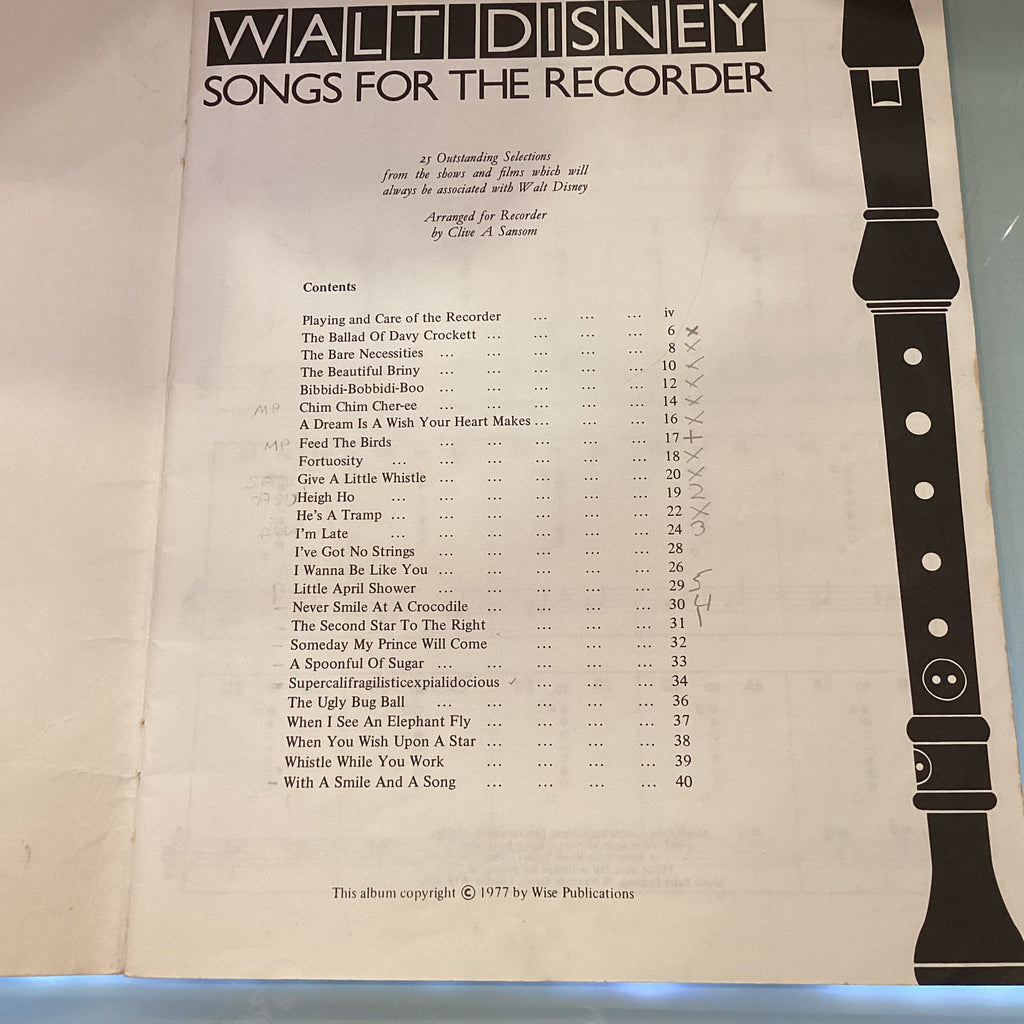 WALT DISNEY
SONGS FOR THE RECORDER
25 Outstanding Selections
from the shows and films which will
always be associated with Walt Disney
Arranged for Recorder
by Clive A Sansom
Contents
Playing and Care of the Recorder ... ... ... iv
The Ballad Of Davy Crockett ... ... ... ... 6 x
The Bare Necessities ... ... ... ... ... 8 x
The Beautiful Briny ... ... ... ... ... 10 x
Bibbidi-Bobbidi-Boo ... ... ... ... ... 12 x
MP Chim Chim Cher-ee ... ... ... ... ... 14 x
A Dream Is A Wish Your Heart Makes ... ... ... 16 x
MP Feed The Birds ... ... ... ... ... 17 +
Fortuosity ... ... ... ... ... ... 18 x
Give A Little Whistle ... ... ... ... ... 20 x
Heigh Ho ... ... ... ... ... ... 19 2
He's A Tramp ... ... ... ... ... ... 22 x
I'm Late ... ... ... ... ... ... 24 3
I've Got No Strings ... ... ... ... ... 28
I Wanna Be Like You ... ... ... ... ... 26
Little April Shower ... ... ... ... ... 29 5
Never Smile At A Crocodile ... ... ... ... 30 4
The Second Star To The Right ... ... ... 31 1
Someday My Prince Will Come ... ... ... 32
A Spoonful Of Sugar ... ... ... ... ... 33
Supercalifragilisticexpialidocious ✓ ... ... ... 34
The Ugly Bug Ball ... ... ... ... ... 36
When I See An Elephant Fly ... ... ... ... 37
When You Wish Upon A Star ... ... ... ... 38
Whistle While You Work ... ... ... ... 39
With A Smile And A Song ... ... ... ... 40
This album copyright © 1977 by Wise Publications